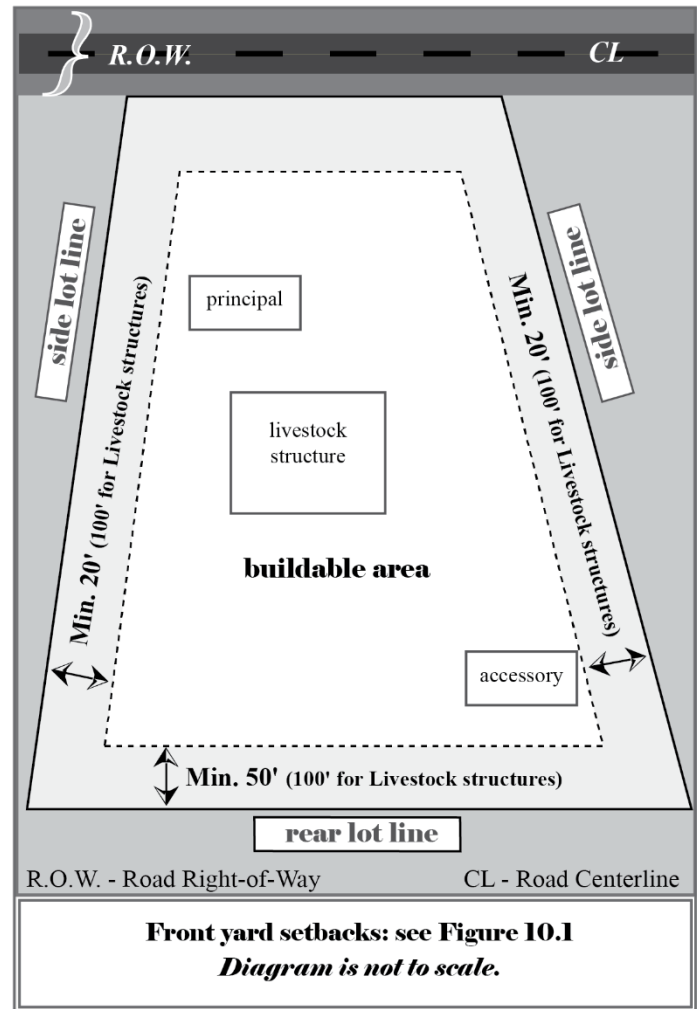 R.O.W.
CL
side lot line
side lot line
Min. 20' (100' for Livestock structures)
Min. 20' (100' for Livestock structures)
principal
livestock
structure
buildable area
accessory
Min. 50' (100' for Livestock structures)
rear lot line
R.O.W. - Road Right-of-Way
CL - Road Centerline
Front yard setbacks: see Figure 10.1
Diagram is not to scale.